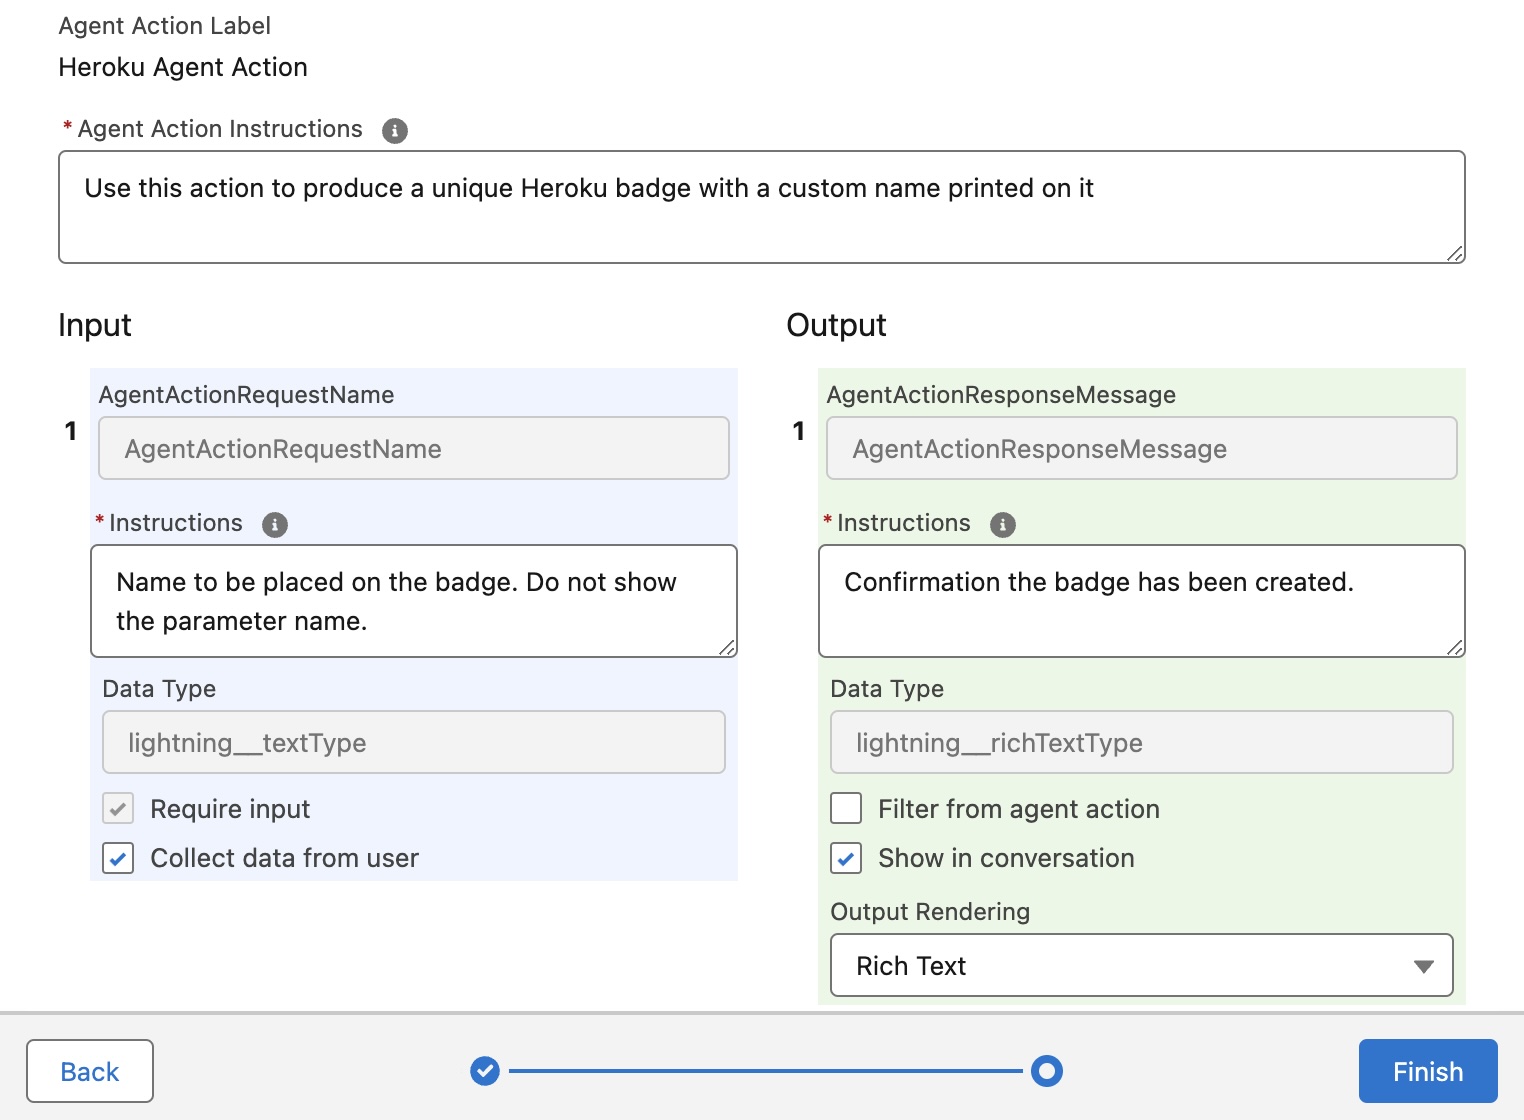 Agent Action Label
Heroku Agent Action
* Agent Action Instructions
Use this action to produce a unique Heroku badge with a custom name printed on it
Input
1
AgentActionRequestName
AgentActionRequestName
* Instructions
Name to be placed on the badge. Do not show
the parameter name.
Data Type
lightning__textType
Require input
Collect data from user
Output
1
AgentActionResponseMessage
AgentActionResponseMessage
* Instructions
Confirmation the badge has been created.
Data Type
lightning__richTextType
Filter from agent action
Show in conversation
Output Rendering
Rich Text
Back
Finish